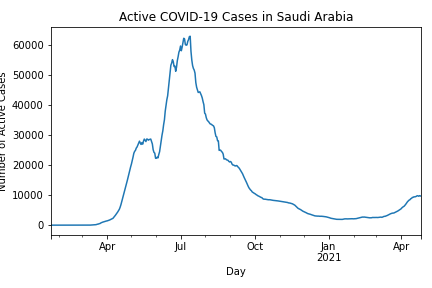 Active COVID-19 Cases in Saudi Arabia
Number of Active Cases
60000
50000
40000
30000
20000
10000
0
Apr
Jul
Oct
Jan
2021
Apr
Day